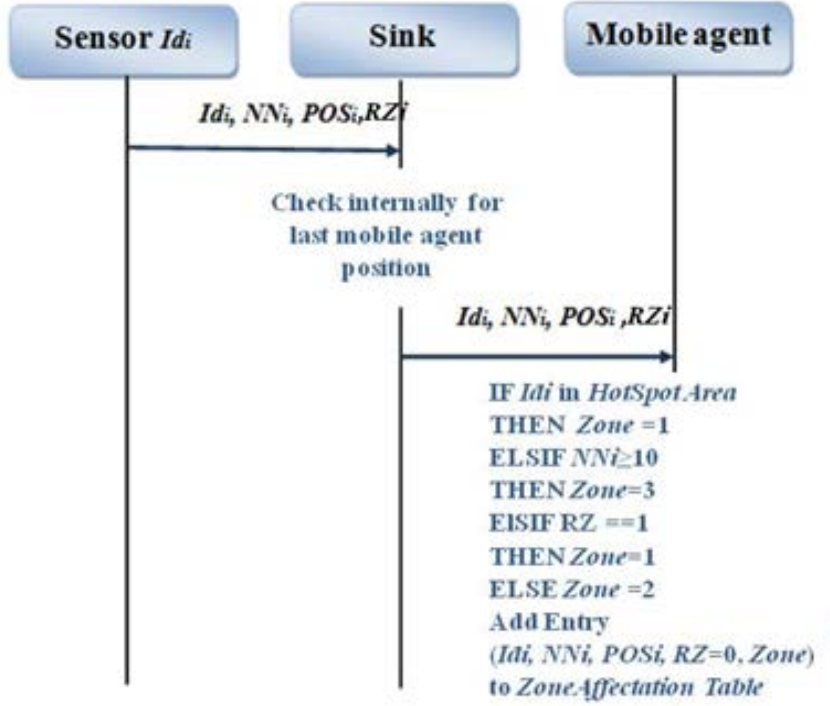 Sensor Idi
Sink
Mobile agent
Idi, NNi, POSi,RZi
Check internally for
last mobile agent
position
Idi, NNi, POSi ,RZi
IF Idi in HotSpotArea
THEN Zone =1
ELSIF NNi≥10
THEN Zone=3
ElSIF RZ ==1
THEN Zone=1
ELSE Zone =2
Add Entry
(Idi, NNi, POSi, RZ=0, Zone)
to ZoneAffectation Table